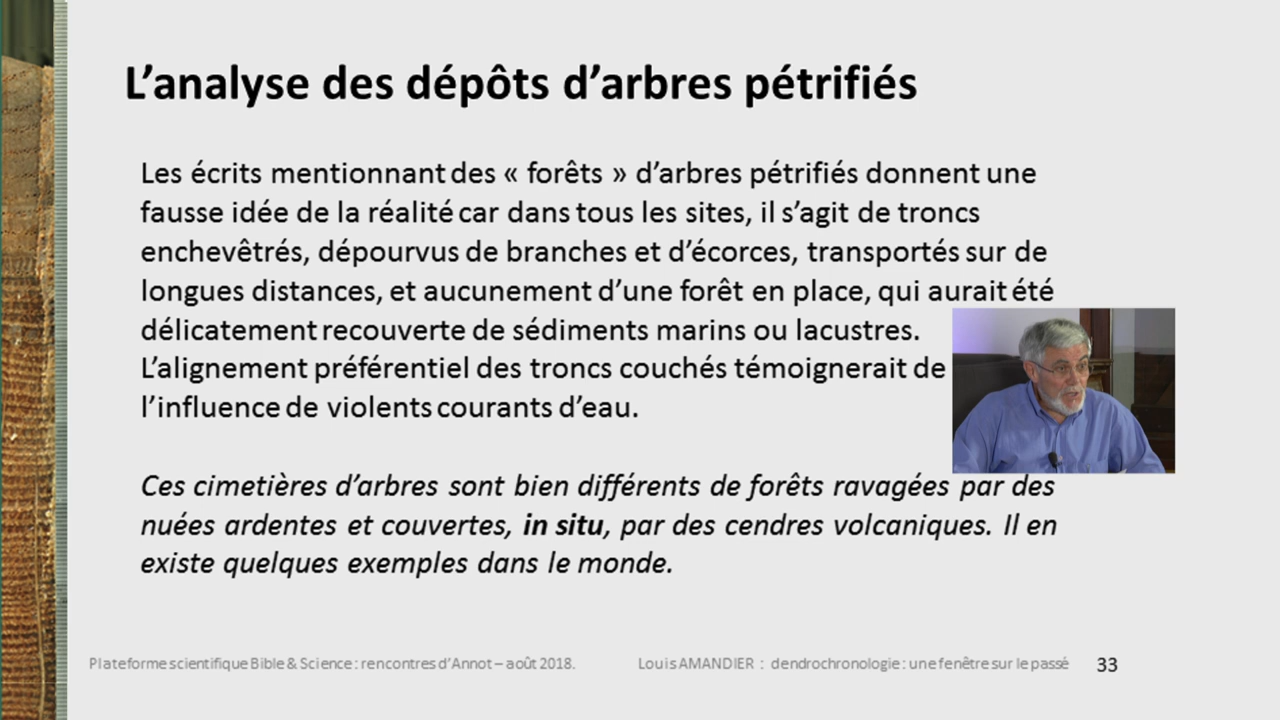 L’analyse des dépôts d’arbres pétrifiés
Les écrits mentionnant des « forêts » d’arbres pétrifiés donnent une
fausse idée de la réalité car dans tous les sites, il s’agit de troncs
enchevêtrés, dépourvus de branches et d’écorces, transportés sur de
longues distances, et aucunement d’une forêt en place, qui aurait été
délicatement recouverte de sédiments marins ou lacustres.
L’alignement préférentiel des troncs couchés témoignerait de
l’influence de violents courants d’eau.
Ces cimetières d’arbres sont bien différents de forêts ravagées par des
nuées ardentes et couvertes, in situ, par des cendres volcaniques. Il en
existe quelques exemples dans le monde.
Plateforme scientifique Bible & Science : rencontres d’Annot – août 2018. Louis AMANDIER : dendrochronologie : une fenêtre sur le passé 33